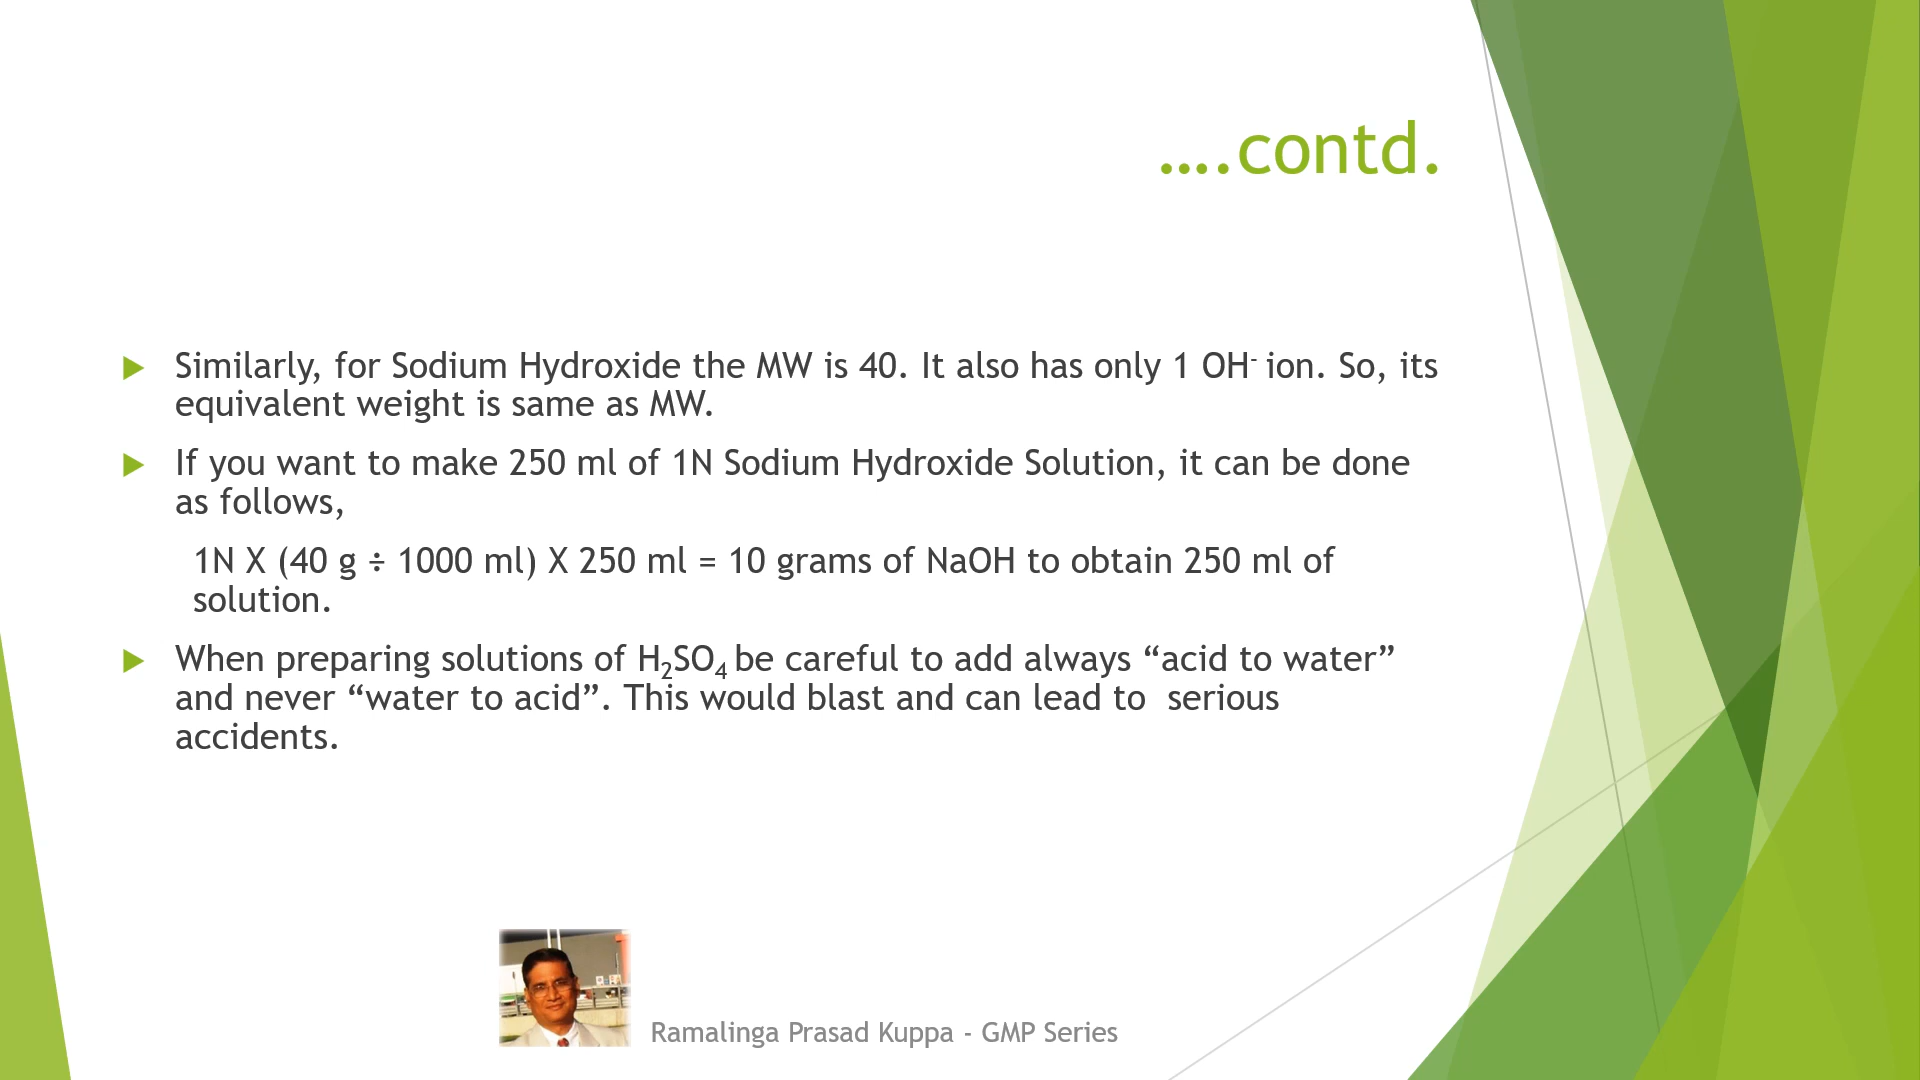 ….contd.
Similarly, for Sodium Hydroxide the MW is 40. It also has only 1 OH⁻ ion. So, its
equivalent weight is same as MW.
If you want to make 250 ml of 1N Sodium Hydroxide Solution, it can be done
as follows,
1N X (40 g ÷ 1000 ml) X 250 ml = 10 grams of NaOH to obtain 250 ml of
solution.
When preparing solutions of H₂SO₄ be careful to add always “acid to water”
and never “water to acid”. This would blast and can lead to  serious
accidents.
Ramalinga Prasad Kuppa - GMP Series